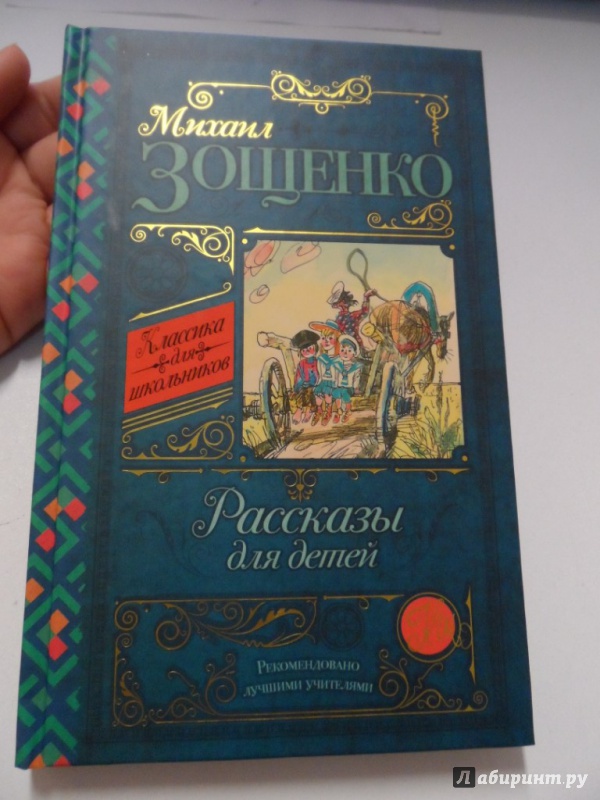 Михаил
ЗОЩЕНКО
Классика
для
школьников
Рассказы
для детей
Рекомендовано
лучшими учителями
Лабиринт.ру